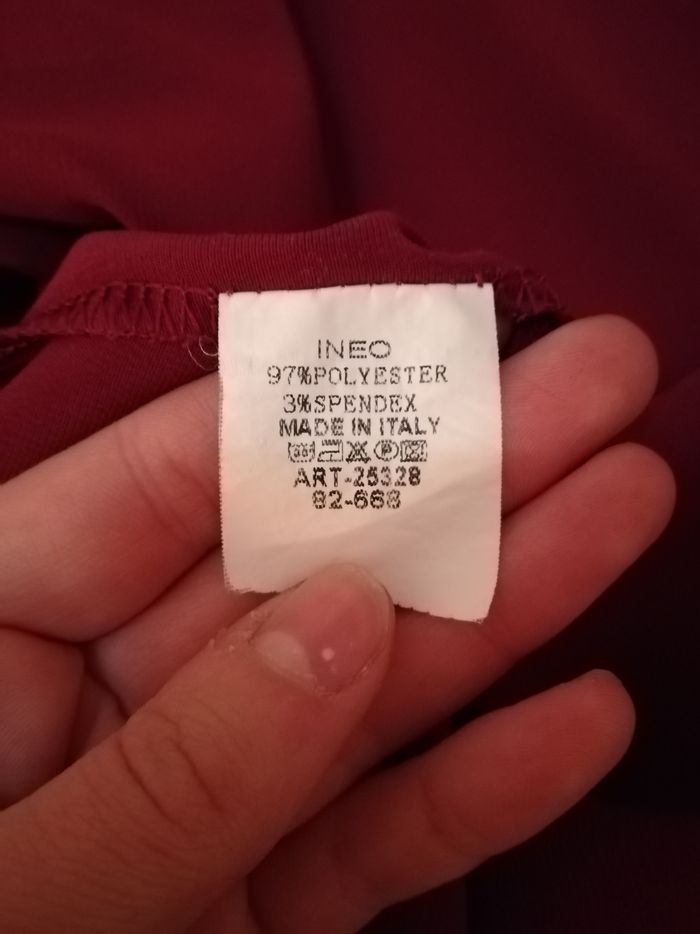 INEO
97%POLYESTER
3%SPENDEX
MADE IN ITALY
ART-25328
82-668